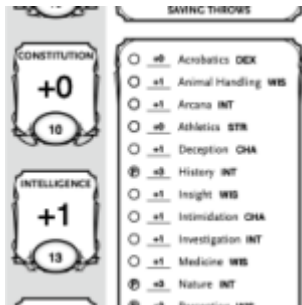 SAVING THROWS
CONSTITUTION
+0
10
INTELLIGENCE
+1
13
+0 Acrobatics DEX
+1 Animal Handling WIS
+1 Arcana INT
+0 Athletics STR
+1 Deception CHA
P +3 History INT
+1 Insight WIS
+1 Intimidation CHA
+1 Investigation INT
+1 Medicine WIS
P +3 Nature INT